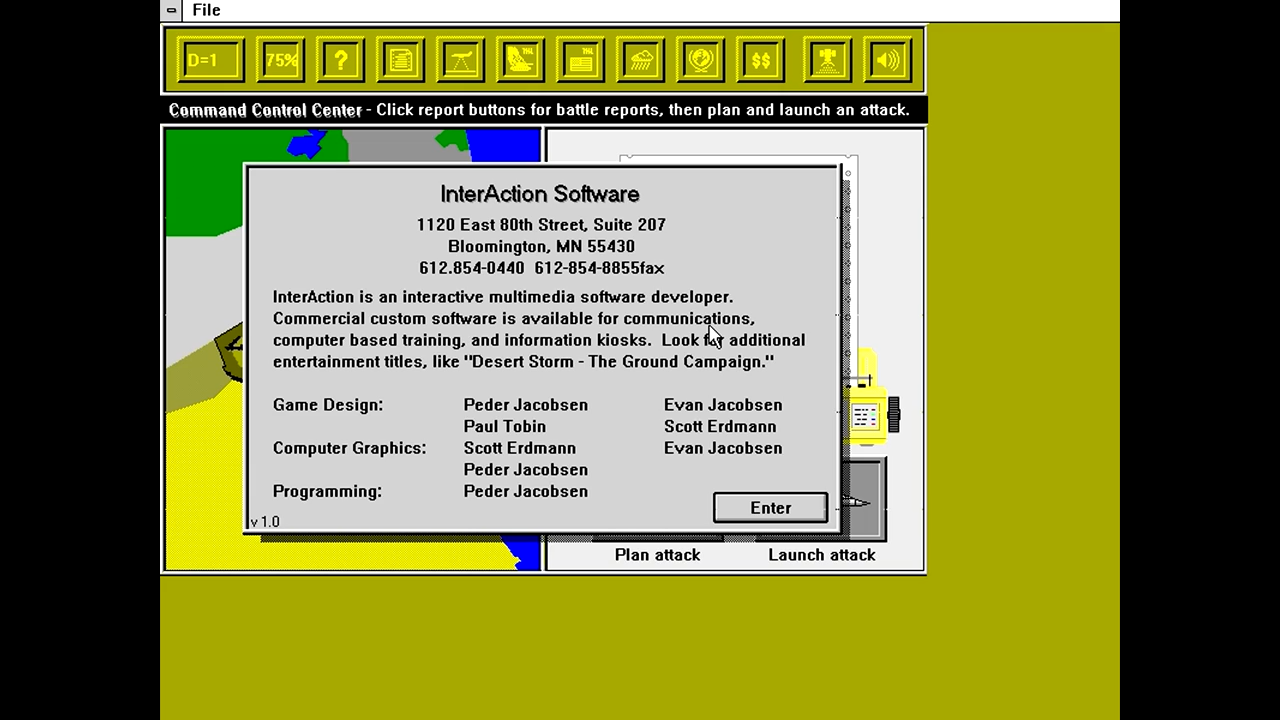 File
D=1 75% ? $$
Command Control Center - Click report buttons for battle reports, then plan and launch an attack.
InterAction Software
1120 East 80th Street, Suite 207
Bloomington, MN 55430
612.854-0440 612-854-8855fax
InterAction is an interactive multimedia software developer.
Commercial custom software is available for communications,
computer based training, and information kiosks. Look for additional
entertainment titles, like "Desert Storm - The Ground Campaign."
Game Design: Peder Jacobsen Evan Jacobsen
Paul Tobin Scott Erdmann
Computer Graphics: Scott Erdmann Evan Jacobsen
Peder Jacobsen
Programming: Peder Jacobsen
Enter
v 1.0
Plan attack Launch attack